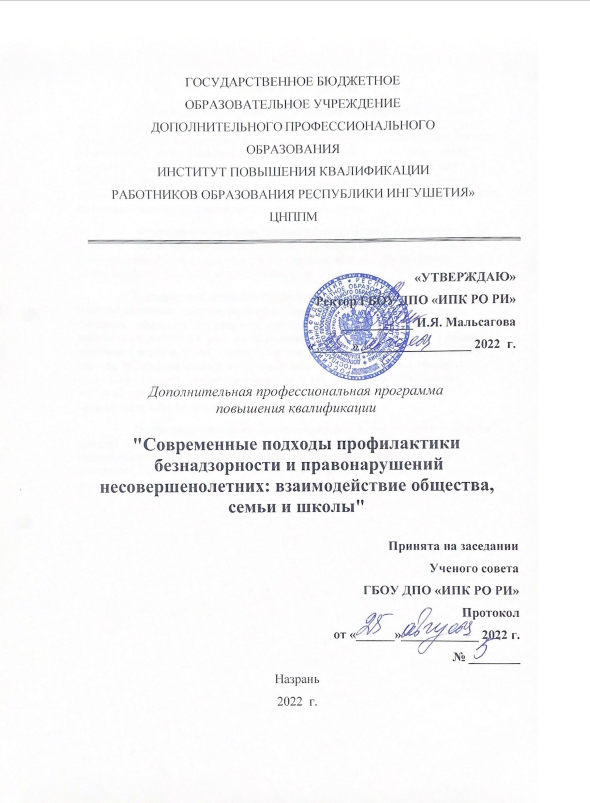 ГОСУДАРСТВЕННОЕ БЮДЖЕТНОЕ
ОБРАЗОВАТЕЛЬНОЕ УЧРЕЖДЕНИЕ
ДОПОЛНИТЕЛЬНОГО ПРОФЕССИОНАЛЬНОГО
ОБРАЗОВАНИЯ
ИНСТИТУТ ПОВЫШЕНИЯ КВАЛИФИКАЦИИ
РАБОТНИКОВ ОБРАЗОВАНИЯ РЕСПУБЛИКИ ИНГУШЕТИЯ»
ЦНППМ
«УТВЕРЖДАЮ»
Ректор ГБОУ ДПО «ИПК РО РИ»
И.Я. Мальсагова
» августа 2022 г.
Дополнительная профессиональная программа
повышения квалификации
"Современные подходы профилактики
безнадзорности и правонарушений
несовершенолетних: взаимодействие общества,
семьи и школы"
Принята на заседании
Ученого совета
ГБОУ ДПО «ИПК РО РИ»
Протокол
от «25» августа 2022 г.
№ 3
Назрань
2022 г.